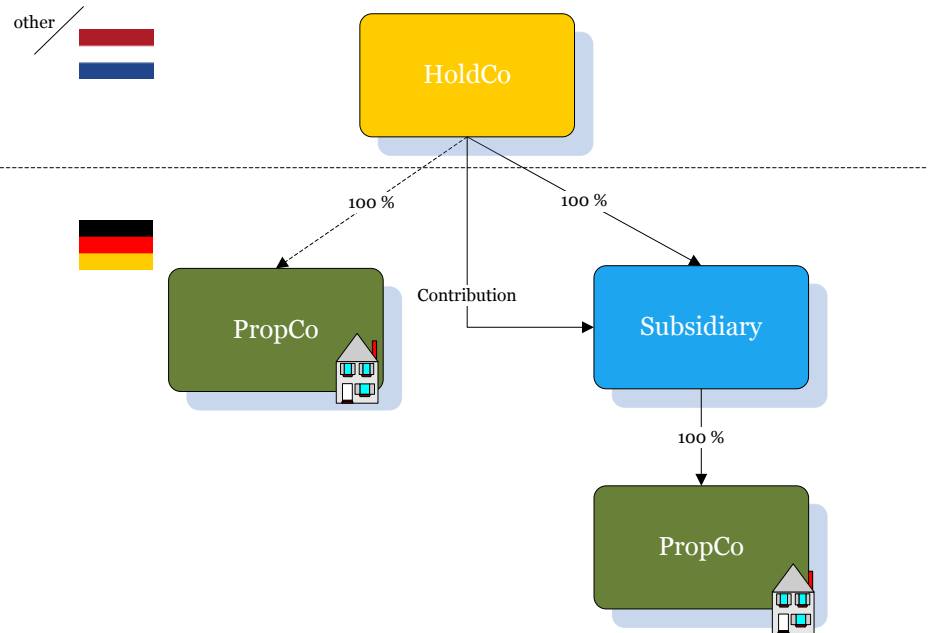 other
HoldCo
100 %
100 %
Contribution
PropCo
Subsidiary
100 %
PropCo